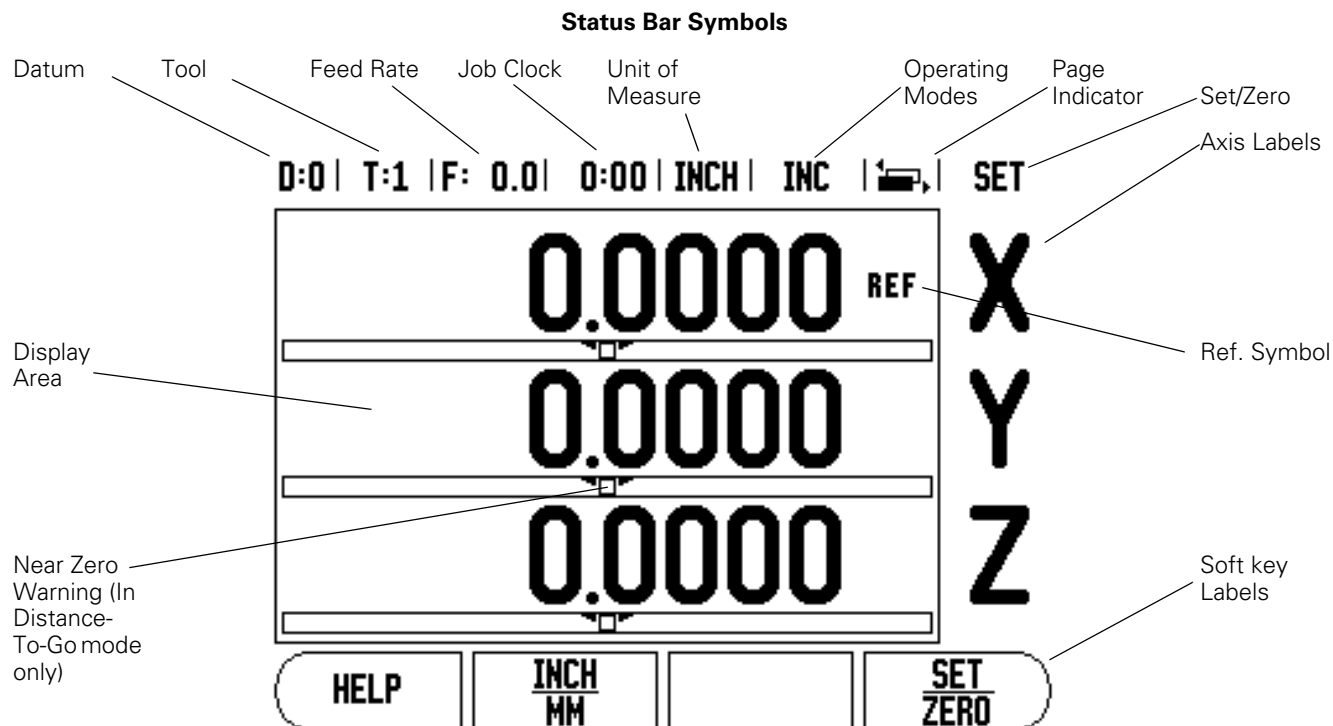 Status Bar Symbols
Datum
Tool
Feed Rate
Job Clock
Unit of
Measure
Operating
Modes
Page
Indicator
Set/Zero
Axis Labels
D:0 | T:1 | F: 0.0 | 0:00 | INCH | INC | | SET
0.0000 REF X
Ref. Symbol
Display
Area
0.0000 Y
Near Zero
Warning (In
Distance-
To-Go mode
only)
0.0000 Z
Soft key
Labels
HELP
INCH
MM
SET
ZERO